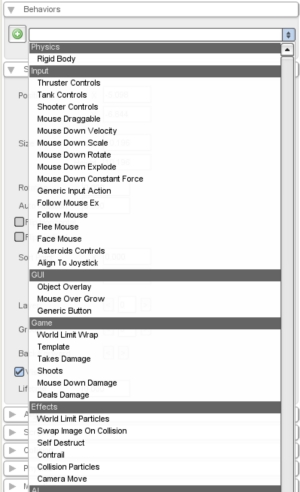 Behaviors
Physics
Rigid Body
Input
Thruster Controls
Tank Controls
Shooter Controls
Mouse Draggable
Mouse Down Velocity
Mouse Down Scale
Mouse Down Rotate
Mouse Down Explode
Mouse Down Constant Force
Generic Input Action
Follow Mouse Ex
Follow Mouse
Flee Mouse
Face Mouse
Asteroids Controls
Align To Joystick
GUI
Object Overlay
Mouse Over Grow
Generic Button
Game
World Limit Wrap
Template
Takes Damage
Shoots
Mouse Down Damage
Deals Damage
Effects
World Limit Particles
Swap Image On Collision
Self Destruct
Contrail
Collision Particles
Camera Move
AI